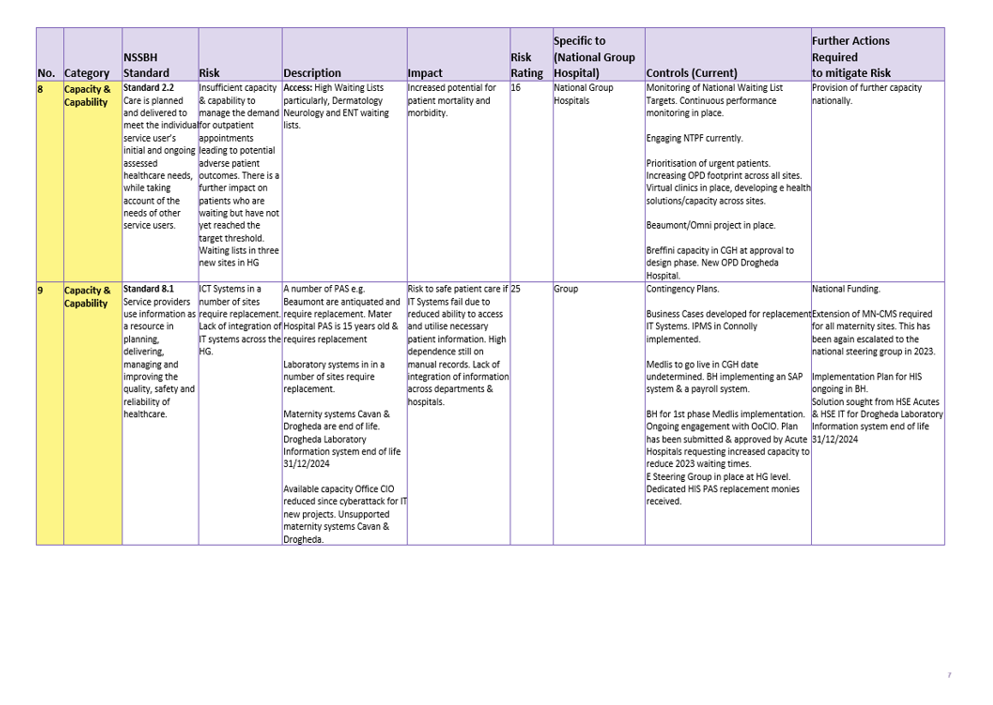 No.
Category
NSSBH
Standard
Risk
Description
Impact
Risk
Rating
Specific to
(National Group
Hospital)
Controls (Current)
Further Actions
Required
to mitigate Risk
8
Capacity &
Capability
Standard 2.2
Care is planned
and delivered to
meet the individual
service user's
initial and ongoing
assessed
healthcare needs,
while taking
account of the
needs of other
service users.
Insufficient capacity
& capability to
manage the demand
for outpatient
appointments
leading to potential
adverse patient
outcomes. There is a
further impact on
patients who are
waiting but have not
yet reached the
target threshold.
Waiting lists in three
new sites in HG
Access: High Waiting Lists
particularly, Dermatology
Neurology and ENT waiting
lists.
Increased potential for
patient mortality and
morbidity.
16
National Group
Hospitals
Monitoring of National Waiting List
Targets. Continuous performance
monitoring in place.
Engaging NTPF currently.
Prioritisation of urgent patients.
Increasing OPD footprint across all sites.
Virtual clinics in place, developing e health
solutions/capacity across sites.
Beaumont/Omni project in place.
Breffini capacity in CGH at approval to
design phase. New OPD Drogheda
Hospital.
Provision of further capacity
nationally.
9
Capacity &
Capability
Standard 8.1
Service providers
use information as
a resource in
planning,
delivering,
managing and
improving the
quality, safety and
reliability of
healthcare.
ICT Systems in a
number of sites
require replacement.
Lack of integration of
IT systems across the
HG.
A number of PAS e.g.
Beaumont are antiquated and
require replacement. Mater
Hospital PAS is 15 years old &
requires replacement
Laboratory systems in in a
number of sites require
replacement.
Maternity systems Cavan &
Drogheda are end of life.
Drogheda Laboratory
Information system end of life
31/12/2024
Available capacity Office CIO
reduced since cyberattack for IT
new projects. Unsupported
maternity systems Cavan &
Drogheda.
Risk to safe patient care if
IT Systems fail due to
reduced ability to access
and utilise necessary
patient information. High
dependence still on
manual records. Lack of
integration of information
across departments &
hospitals.
25
Group
Contingency Plans.
Business Cases developed for replacement
IT Systems. IPMS in Connolly
implemented.
Medlis to go live in CGH date
undetermined. BH implementing an SAP
system & a payroll system.
BH for 1st phase Medlis implementation.
Ongoing engagement with OoCIO. Plan
has been submitted & approved by Acute
Hospitals requesting increased capacity to
reduce 2023 waiting times.
E Steering Group in place at HG level.
Dedicated HIS PAS replacement monies
received.
National Funding.
Extension of MN-CMS required
for all maternity sites. This has
been again escalated to the
national steering group in 2023.
Implementation Plan for HIS
ongoing in BH.
Solution sought from HSE Acutes
& HSE IT for Drogheda Laboratory
Information system end of life
31/12/2024
7